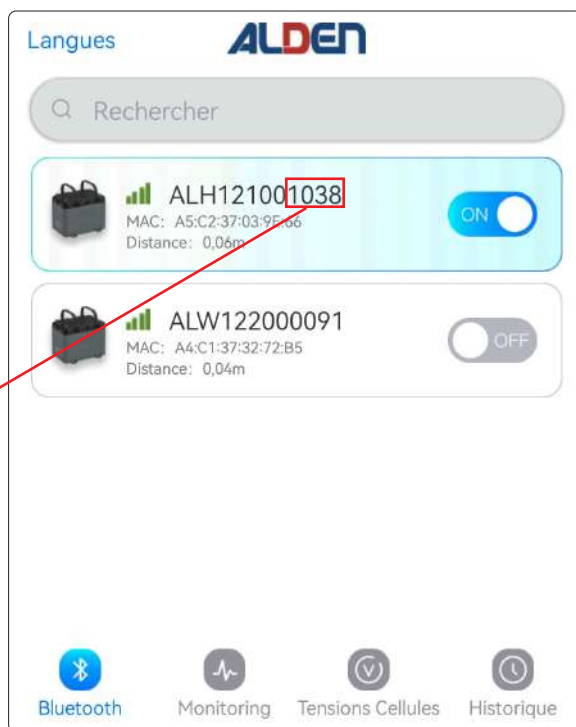 Langues
ALDEN
Rechercher
ALH121001038
MAC: A5:C2:37:03:9E:66
Distance: 0,06m
ON
ALW122000091
MAC: A4:C1:37:32:72:B5
Distance: 0,04m
OFF
Bluetooth
Monitoring
Tensions Cellules
Historique